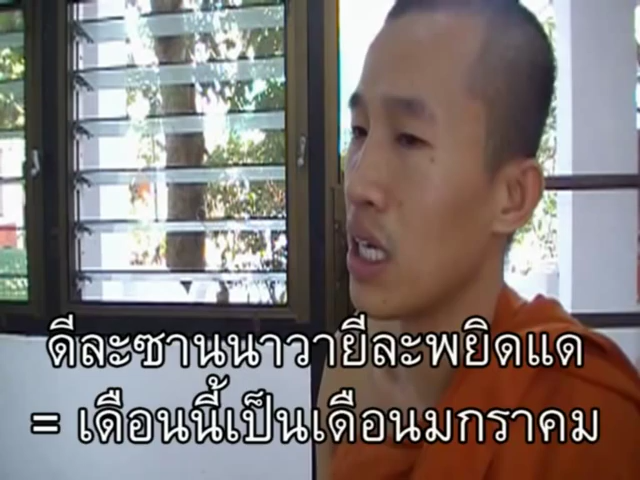 ดีละซานนาวายีละพยิดแด
= เดือนนี้เป็นเดือนมกราคม